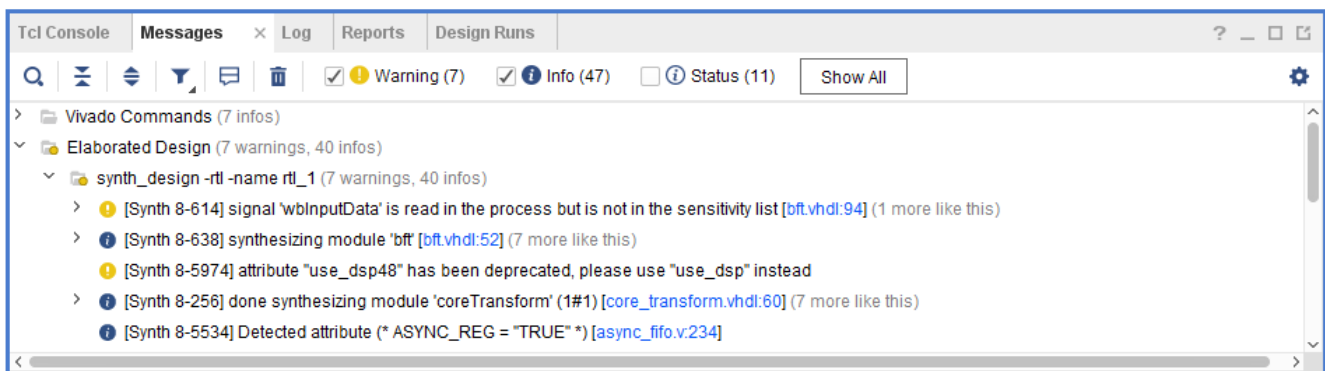 Tcl Console Messages × Log Reports Design Runs ?
Warning (7) Info (47) Status (11) Show All
Vivado Commands (7 infos)
Elaborated Design (7 warnings, 40 infos)
synth_design -rtl -name rtl_1 (7 warnings, 40 infos)
[Synth 8-614] signal 'wbInputData' is read in the process but is not in the sensitivity list [bft.vhdl:94] (1 more like this)
[Synth 8-638] synthesizing module 'bft' [bft.vhdl:52] (7 more like this)
[Synth 8-5974] attribute "use_dsp48" has been deprecated, please use "use_dsp" instead
[Synth 8-256] done synthesizing module 'coreTransform' (1#1) [core_transform.vhdl:60] (7 more like this)
[Synth 8-5534] Detected attribute (* ASYNC_REG = "TRUE" *) [async_fifo.v:234]